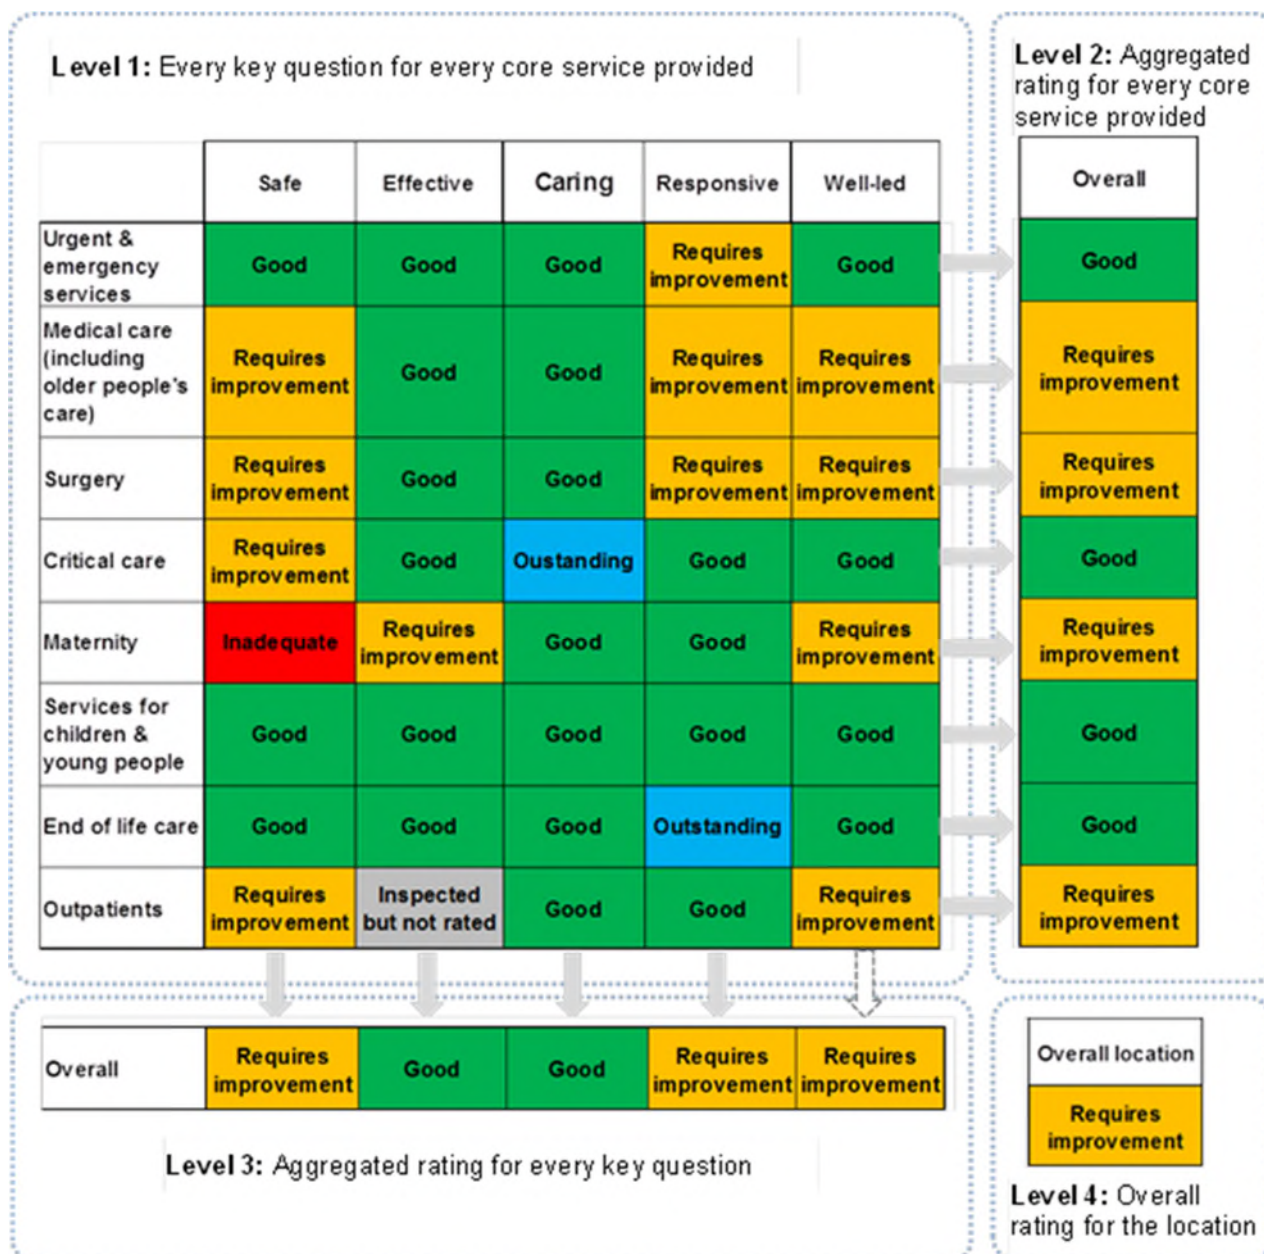 Level 1: Every key question for every core service provided
Level 2: Aggregated
rating for every core
service provided
Safe
Effective
Caring
Responsive
Well-led
Overall
Urgent &
emergency
services
Good
Good
Good
Requires
improvement
Good
Good
Medical care
(including
older people's
care)
Requires
improvement
Good
Good
Requires
improvement
Requires
improvement
Requires
improvement
Surgery
Requires
improvement
Good
Good
Requires
improvement
Requires
improvement
Requires
improvement
Critical care
Requires
improvement
Good
Oustanding
Good
Good
Good
Maternity
Inadequate
Requires
improvement
Good
Good
Requires
improvement
Requires
improvement
Services for
children &
young people
Good
Good
Good
Good
Good
Good
End of life care
Good
Good
Good
Outstanding
Good
Good
Outpatients
Requires
improvement
Inspected
but not rated
Good
Good
Requires
improvement
Requires
improvement
Overall
Requires
improvement
Good
Good
Requires
improvement
Requires
improvement
Level 3: Aggregated rating for every key question
Overall location
Requires
improvement
Level 4: Overall
rating for the location